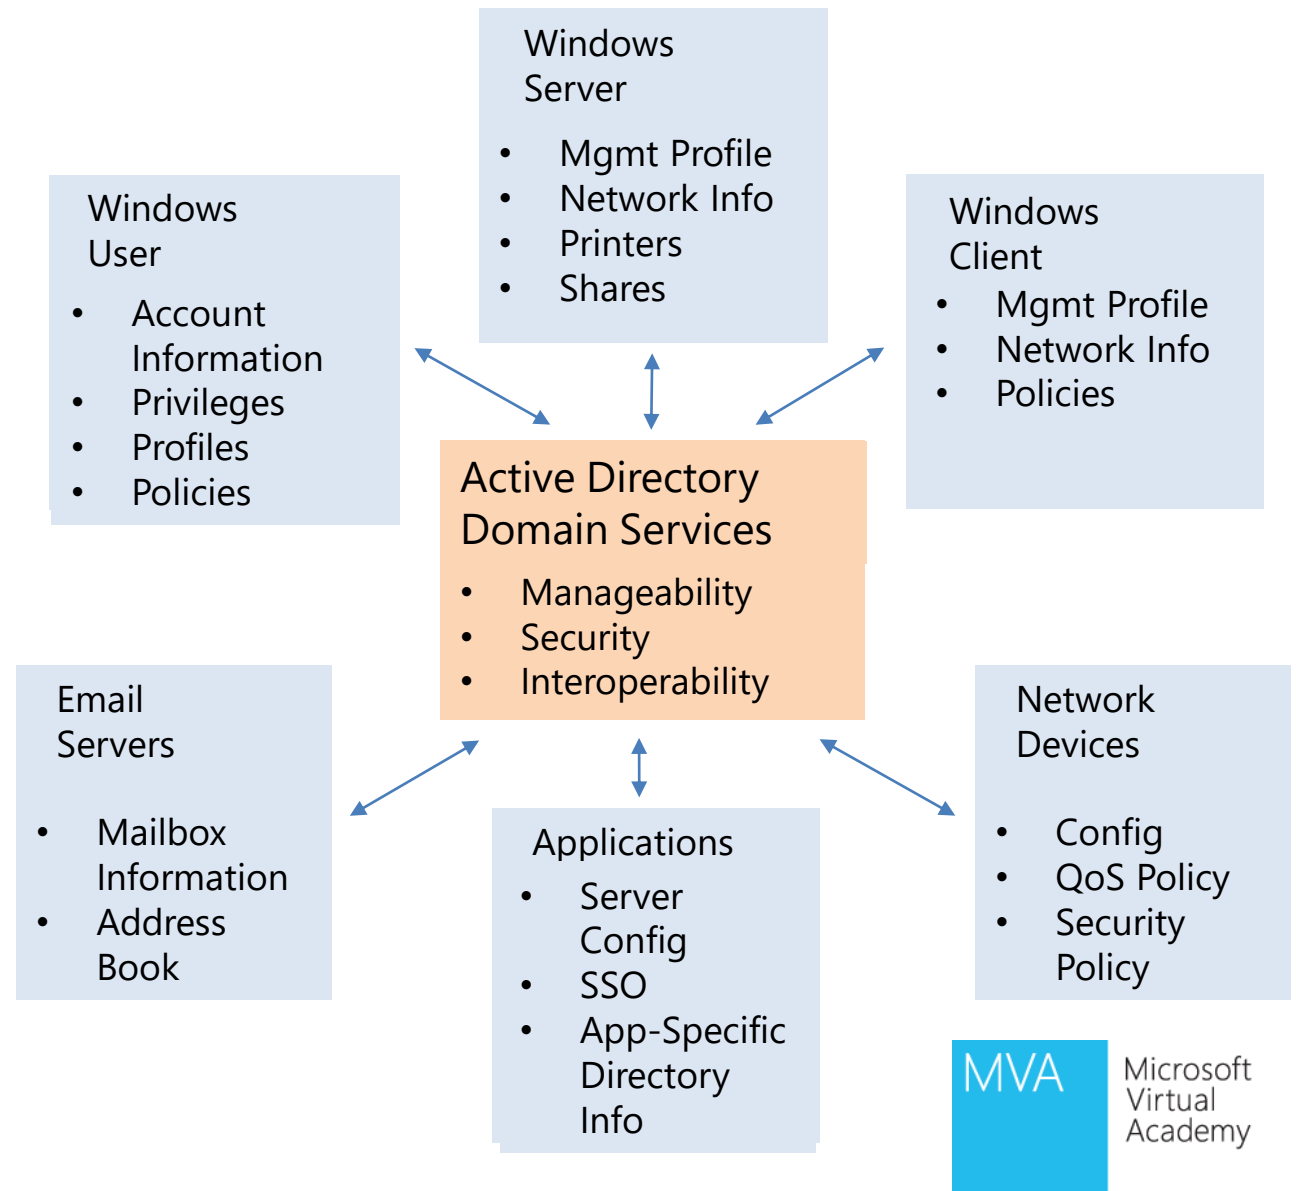 Windows
Server
• Mgmt Profile
• Network Info
• Printers
• Shares
Windows
User
• Account
Information
• Privileges
• Profiles
• Policies
Windows
Client
• Mgmt Profile
• Network Info
• Policies
Active Directory
Domain Services
• Manageability
• Security
• Interoperability
Email
Servers
• Mailbox
Information
• Address
Book
Applications
• Server
Config
• SSO
• App-Specific
Directory
Info
Network
Devices
• Config
• QoS Policy
• Security
Policy
MVA
Microsoft
Virtual
Academy